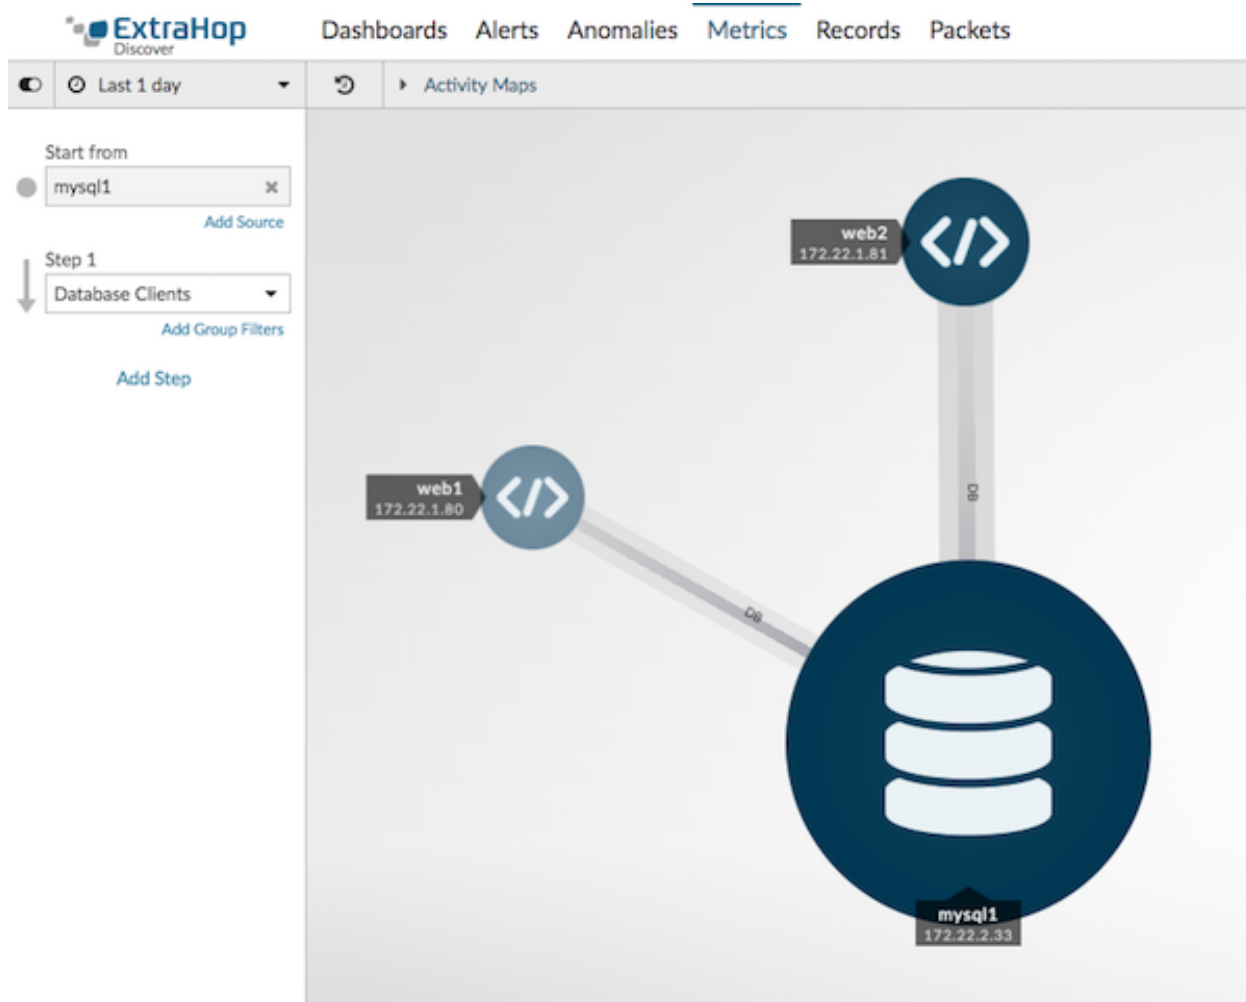 ExtraHop
Discover
Dashboards Alerts Anomalies Metrics Records Packets
Last 1 day
Activity Maps
Start from
mysql1
Add Source
Step 1
Database Clients
Add Group Filters
Add Step
web2
172.22.1.81
DB
web1
172.22.1.80
DB
mysql1
172.22.2.33